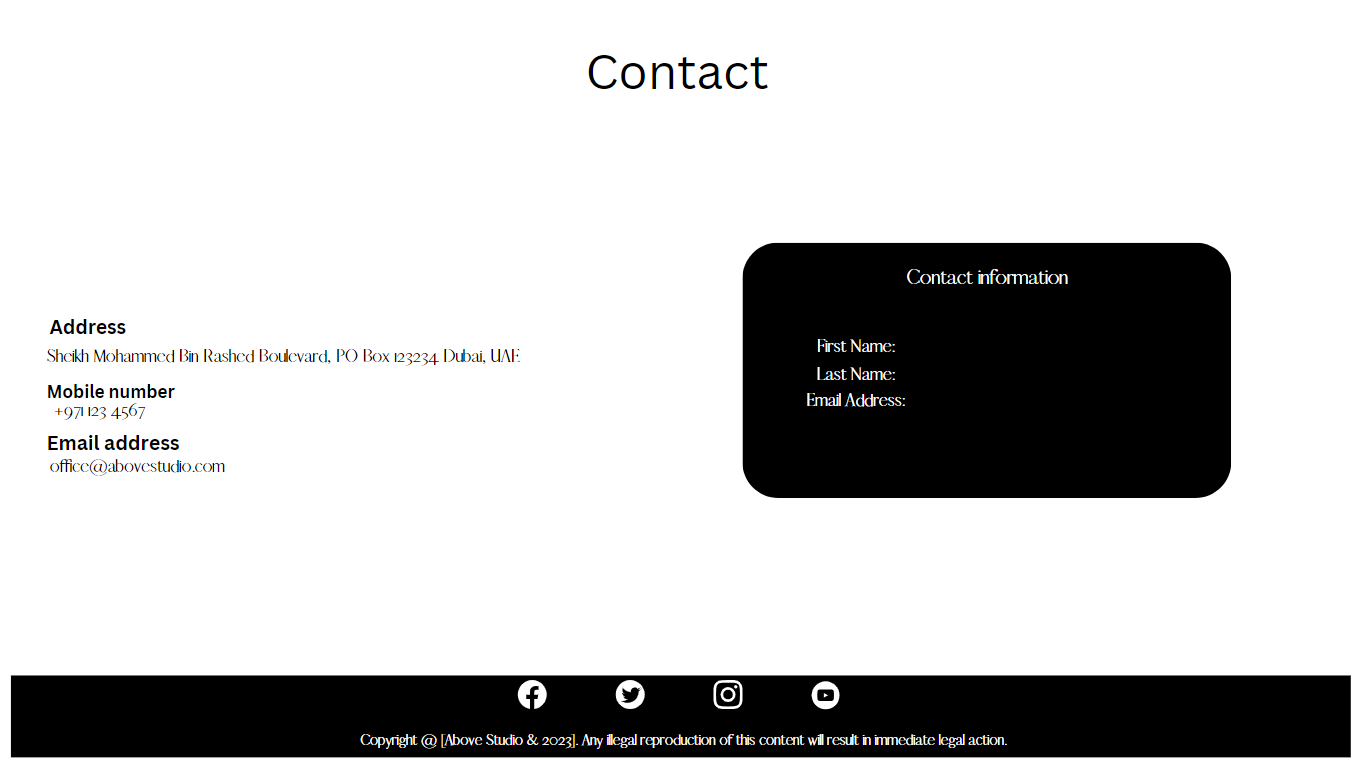 Contact
Address
Sheikh Mohammed Bin Rashed Boulevard, PO Box 123234 Dubai, UAE
Mobile number
+971 123 4567
Email address
office@abovestudio.com
Contact information
First Name:
Last Name:
Email Address:
Copyright @ [Above Studio & 2023]. Any illegal reproduction of this content will result in immediate legal action.